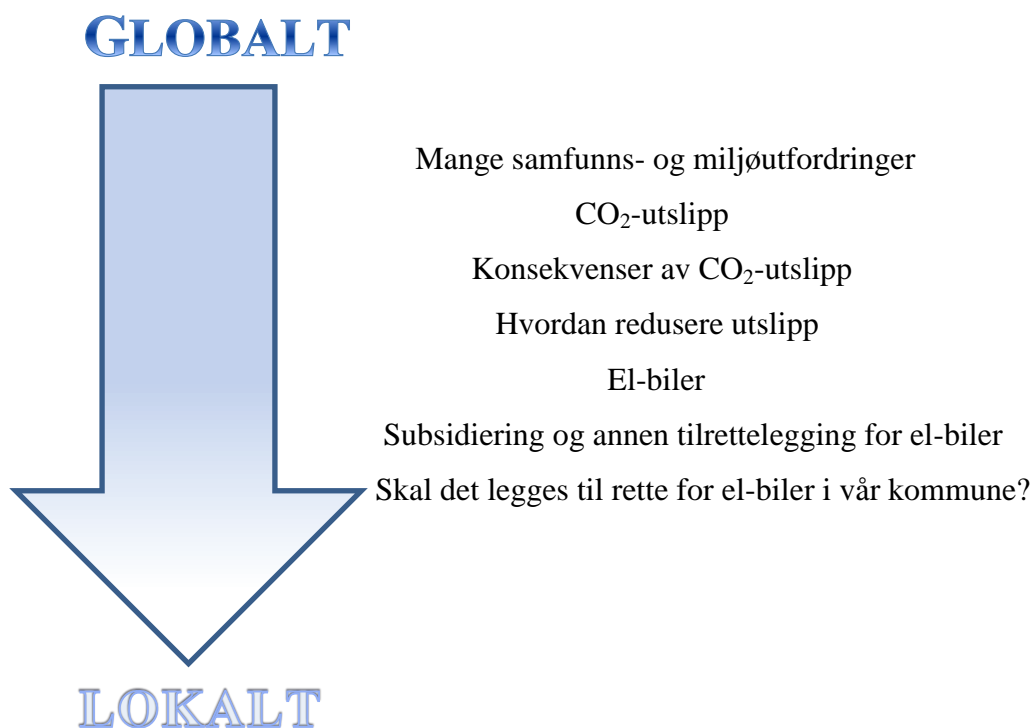 GLOBALT
Mange samfunns- og miljøutfordringer
CO₂-utslipp
Konsekvenser av CO₂-utslipp
Hvordan redusere utslipp
El-biler
Subsidiering og annen tilrettelegging for el-biler
Skal det legges til rette for el-biler i vår kommune?
LOKALT